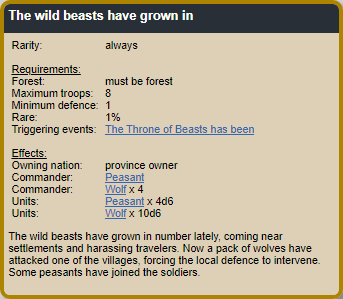 The wild beasts have grown in
Rarity: always
Requirements:
Forest: must be forest
Maximum troops: 8
Minimum defence: 1
Rare: 1%
Triggering events: The Throne of Beasts has been
Effects:
Owning nation: province owner
Commander: Peasant
Commander: Wolf x 4
Units: Peasant x 4d6
Units: Wolf x 10d6
The wild beasts have grown in number lately, coming near
settlements and harassing travelers. Now a pack of wolves have
attacked one of the villages, forcing the local defence to intervene.
Some peasants have joined the soldiers.